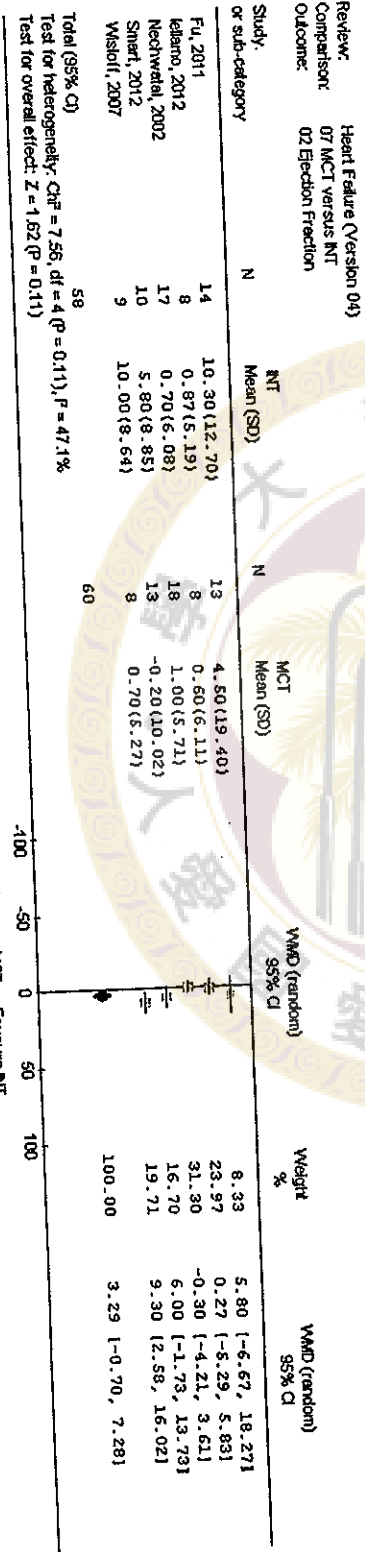 Review: Heart Failure (Version 04)
Comparison: 07 MCT versus INT
Outcome: 02 Ejection Fraction
Study or sub-category N INT Mean (SD) N MCT Mean (SD) WMD (random) 95% CI Weight % WMD (random) 95% CI
Fu, 2011 14 10.30(12.70) 13 4.50(19.40) 8.33 5.80 [-6.67, 18.27]
Iellamo, 2012 8 0.87(5.19) 8 0.60(6.11) 23.97 0.27 [-5.29, 5.83]
Nechwatal, 2002 17 0.70(6.08) 18 1.00(5.71) 31.30 -0.30 [-4.21, 3.61]
Smart, 2012 10 5.80(8.85) 13 -0.20(10.02) 16.70 6.00 [-1.73, 13.73]
Wisloff, 2007 9 10.00(8.64) 8 0.70(5.27) 19.71 9.30 [2.58, 16.02]
Total (95% CI) 58 60 100.00 3.29 [-0.70, 7.28]
Test for heterogeneity: Chi² = 7.56, df = 4 (P = 0.11), I² = 47.1%
Test for overall effect: Z = 1.62 (P = 0.11)
-100 -50 0 50 100
MCT Favours INT
大
人